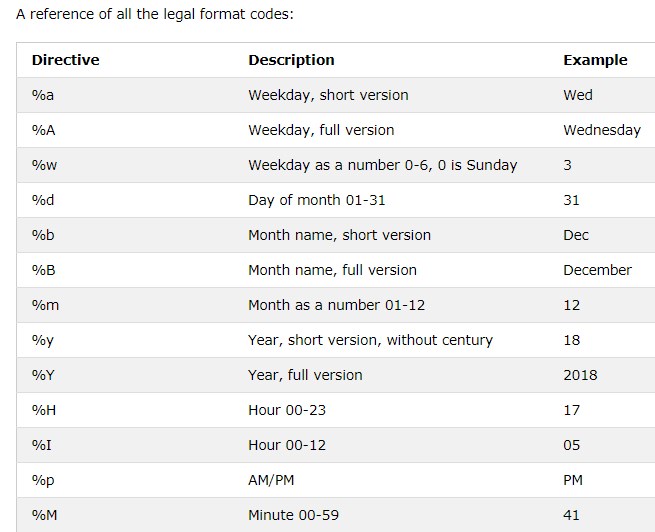 A reference of all the legal format codes:
Directive Description Example
%a Weekday, short version Wed
%A Weekday, full version Wednesday
%w Weekday as a number 0-6, 0 is Sunday 3
%d Day of month 01-31 31
%b Month name, short version Dec
%B Month name, full version December
%m Month as a number 01-12 12
%y Year, short version, without century 18
%Y Year, full version 2018
%H Hour 00-23 17
%I Hour 00-12 05
%p AM/PM PM
%M Minute 00-59 41